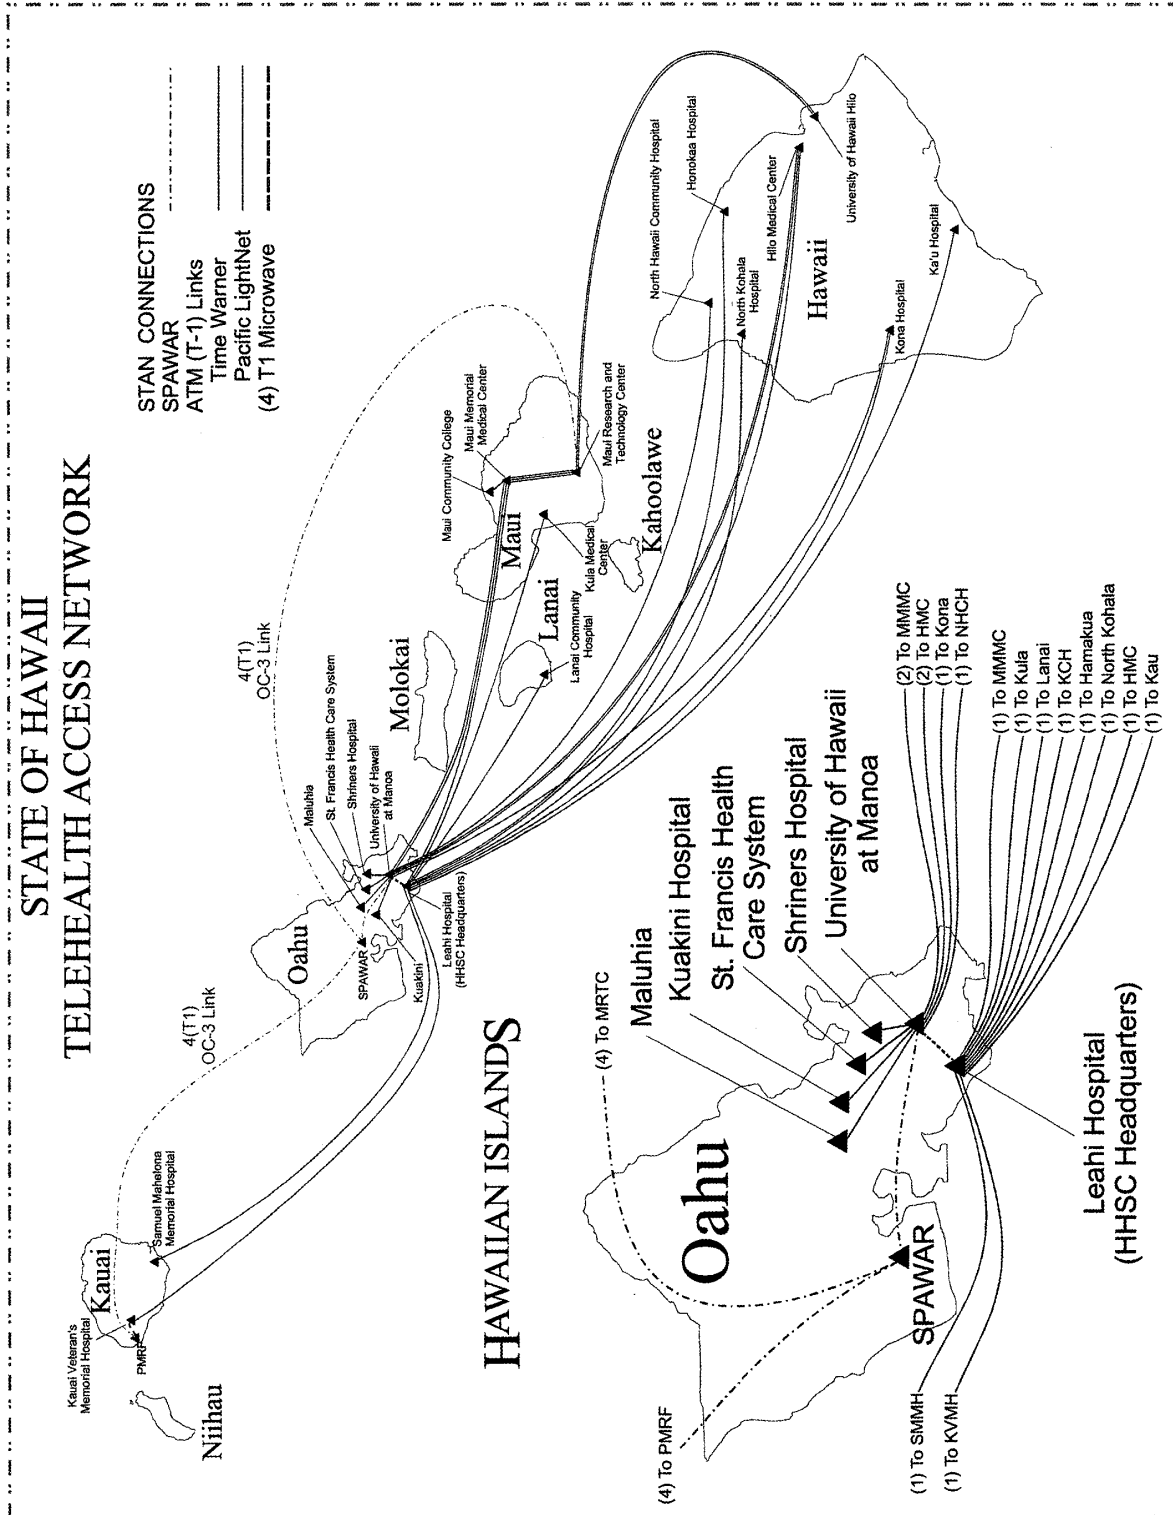 STATE OF HAWAII
TELEHEALTH ACCESS NETWORK
STAN CONNECTIONS
SPAWAR
ATM (T-1) Links
Time Warner
Pacific LightNet
(4) T1 Microwave
4(T1)
OC-3 Link
4(T1)
OC-3 Link
Kauai Veteran's
Memorial Hospital
Kauai
PMRF
Samuel Mahelona
Memorial Hospital
Niihau
Oahu
SPAWAR
Kuakini
Leahi Hospital
(HHSC Headquarters)
Maluhia
St. Francis Health Care System
Shriners Hospital
University of Hawaii
at Manoa
Molokai
Lanai
Lanai Community
Hospital
Maui
Maui Community College
Maui Memorial
Medical Center
Kula Medical
Center
Maui Research and
Technology Center
Kahoolawe
North Hawaii Community Hospital
Honokaa Hospital
North Kohala
Hospital
Hilo Medical Center
University of Hawaii Hilo
Hawaii
Kona Hospital
Ka'u Hospital
HAWAIIAN ISLANDS
(4) To PMRF
(4) To MRTC
Oahu
Maluhia
Kuakini Hospital
St. Francis Health
Care System
Shriners Hospital
University of Hawaii
at Manoa
SPAWAR
(1) To SMMH
(1) To KVMH
Leahi Hospital
(HHSC Headquarters)
(2) To MMMC
(2) To HMC
(1) To Kona
(1) To NHCH
(1) To MMMC
(1) To Kula
(1) To Lanai
(1) To KCH
(1) To Hamakua
(1) To North Kohala
(1) To HMC
(1) To Kau